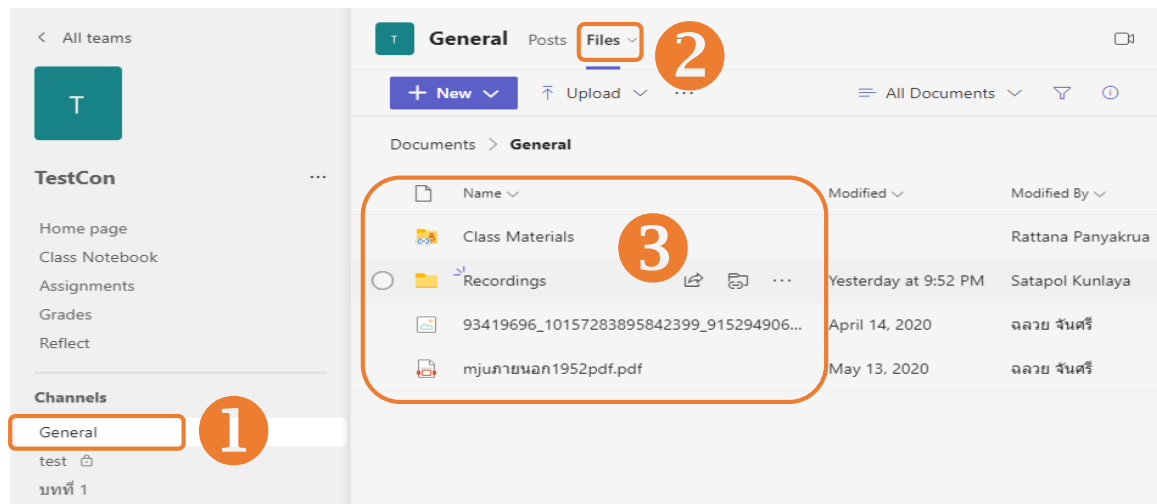 All teams
T
TestCon
...
Home page
Class Notebook
Assignments
Grades
Reflect
Channels
General
1
test
บทที่ 1
T General Posts Files
2
+ New Upload ... All Documents
Documents > General
Name Modified Modified By
Class Materials Rattana Panyakrua
3
Recordings ... Yesterday at 9:52 PM Satapol Kunlaya
93419696_10157283895842399_915294906... April 14, 2020 ฉลวย จันศรี
mjuภายนอก1952pdf.pdf May 13, 2020 ฉลวย จันศรี